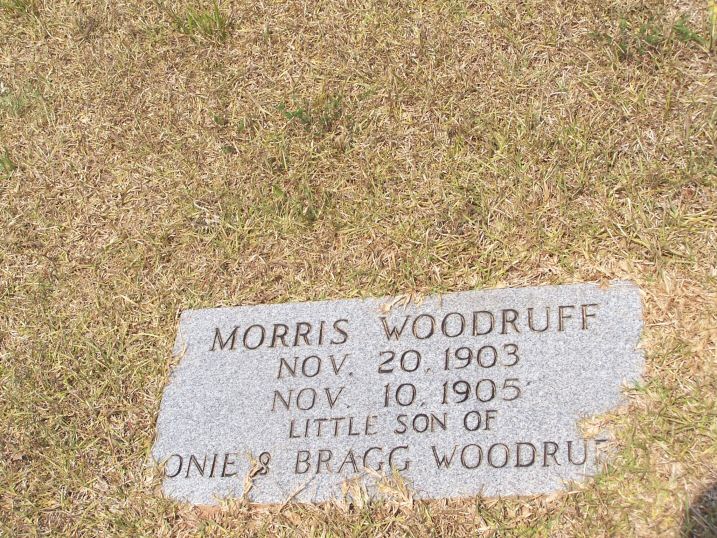 MORRIS WOODRUFF
NOV. 20, 1903
NOV. 10, 1905
LITTLE SON OF
ONIE & BRAGG WOODRUF